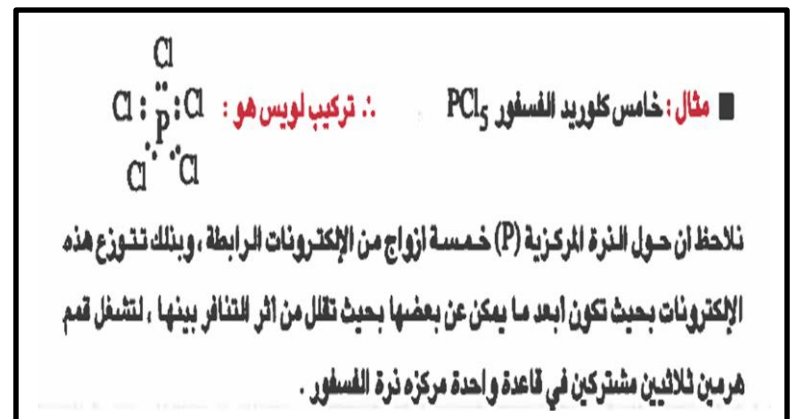 ■ مثال : خامس كلوريد الفسفور PCl₅ ∴ تركيب لويس هو :
Cl
Cl : P : Cl
Cl Cl
نلاحظ ان حول الذرة المركزية (P) خمسة ازواج من الإلكترونات الرابطة ، وبذلك تتوزع هذه
الإلكترونات بحيث تكون ابعد ما يمكن عن بعضها بحيث تقلل من اثر التنافر بينها ، لتشغل قمم
هرمين ثلاثيين مشتركين في قاعدة واحدة مركزه ذرة الفسفور .